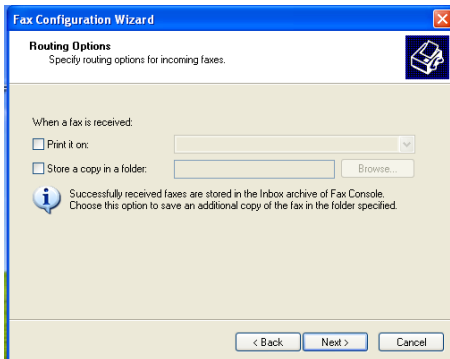 Fax Configuration Wizard
Routing Options
Specify routing options for incoming faxes.
When a fax is received:
Print it on:
Store a copy in a folder:
Browse...
Successfully received faxes are stored in the Inbox archive of Fax Console.
Choose this option to save an additional copy of the fax in the folder specified.
< Back
Next >
Cancel